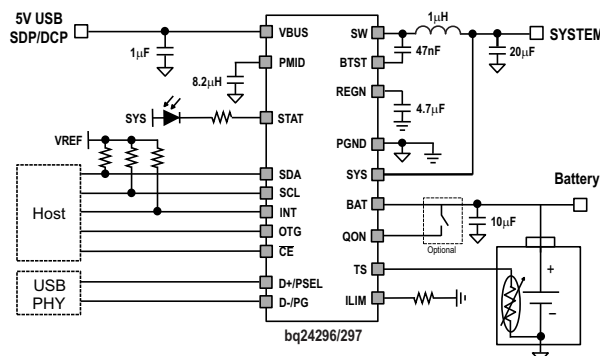 5V USB
SDP/DCP
1µF
VBUS
SW
1µH
SYSTEM
47nF
20µF
PMID
BTST
8.2µH
REGN
4.7µF
SYS
STAT
PGND
VREF
SYS
SDA
Host
SCL
INT
OTG
CE
BAT
Battery
10µF
QON
Optional
TS
USB
PHY
D+/PSEL
D-/PG
ILIM
+
–
bq24296/297